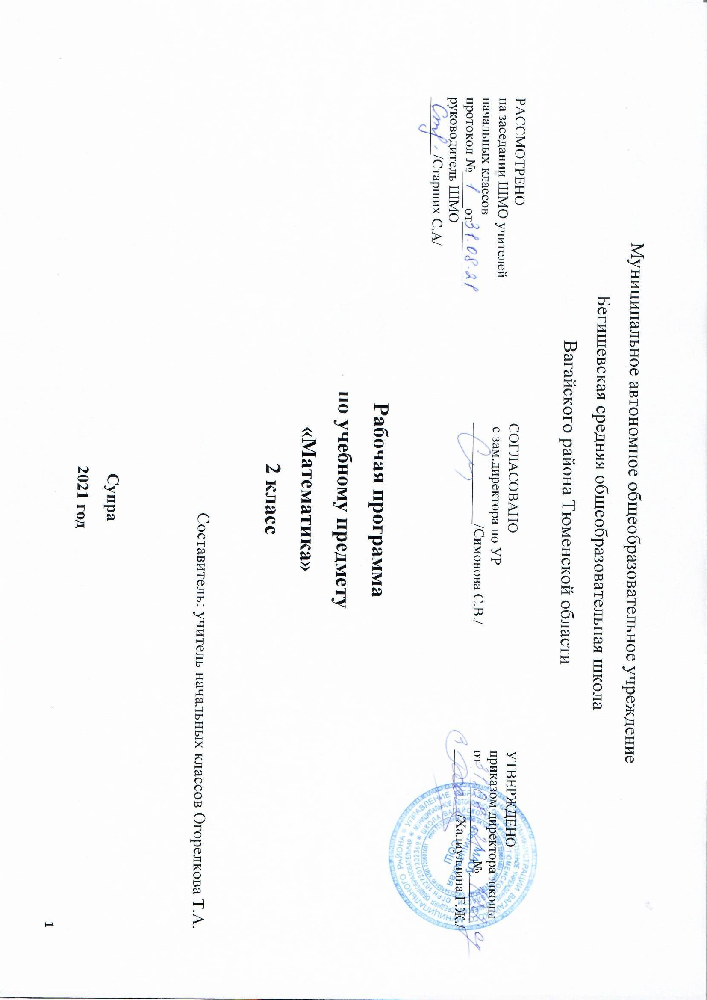 Муниципальное автономное общеобразовательное учреждение
Бегишевская средняя общеобразовательная школа
Вагайского района Тюменской области
РАССМОТРЕНО
на заседании ШМО учителей
начальных классов
протокол № 1 от 31.08.21
руководитель ШМО
/Старших С.А/
СОГЛАСОВАНО
с зам.директора по УР
/Симонова С.В./
УТВЕРЖДЕНО
приказом директора школы
от №
/Халиуллина Г.Ж./
Рабочая программа
по учебному предмету
«Математика»
2 класс
Составитель: учитель начальных классов Огорелкова Т.А.
Супра
2021 год
1